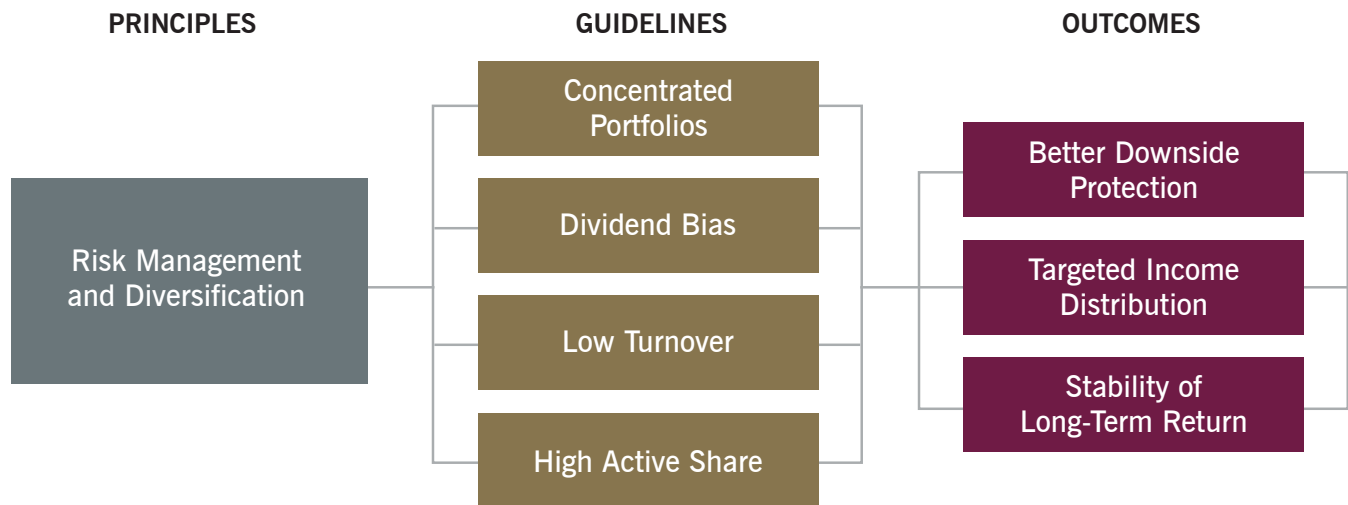 PRINCIPLES
GUIDELINES
OUTCOMES
Risk Management
and Diversification
Concentrated
Portfolios
Dividend Bias
Low Turnover
High Active Share
Better Downside
Protection
Targeted Income
Distribution
Stability of
Long-Term Return